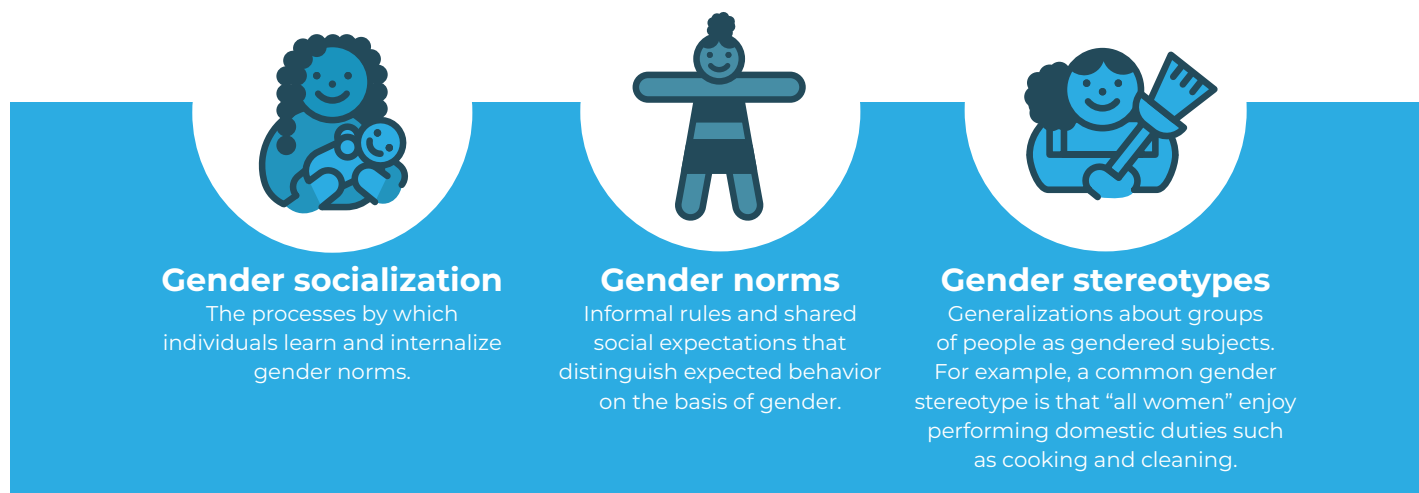 Gender socialization
The processes by which
individuals learn and internalize
gender norms.
Gender norms
Informal rules and shared
social expectations that
distinguish expected behavior
on the basis of gender.
Gender stereotypes
Generalizations about groups
of people as gendered subjects.
For example, a common gender
stereotype is that “all women” enjoy
performing domestic duties such
as cooking and cleaning.